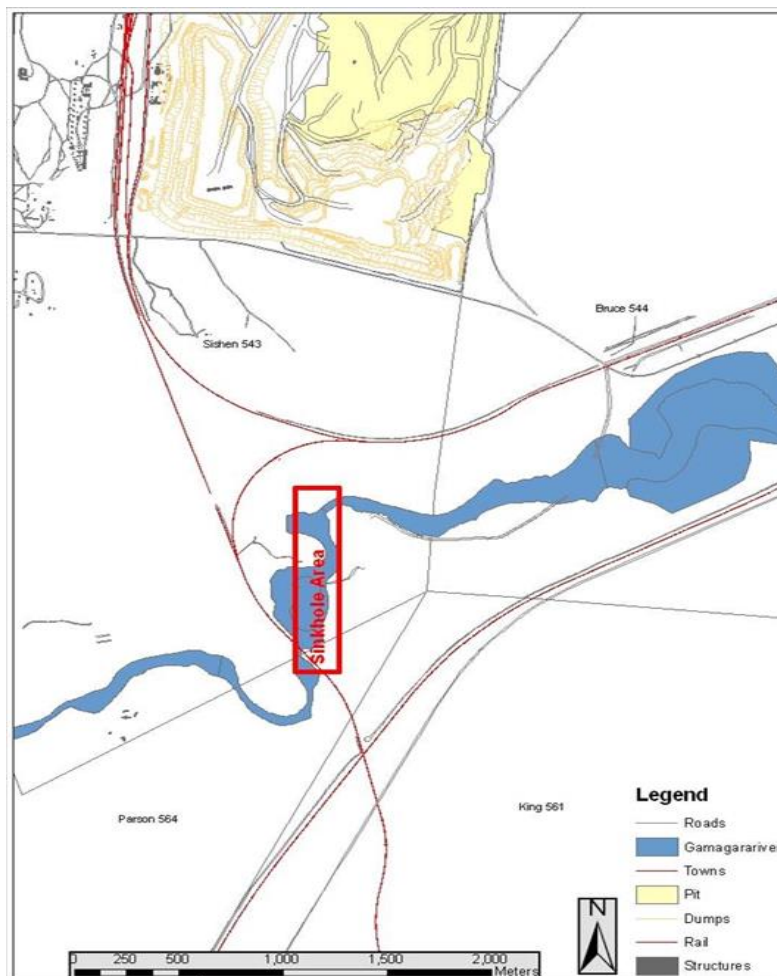 Bruce 544
Sishen 543
Sinkhole Area
Parson 564
King 561
Legend
Roads
Gamagarariver
Towns
Pit
Dumps
Rail
Structures
N
0 250 500 1,000 1,500 2,000
Meters